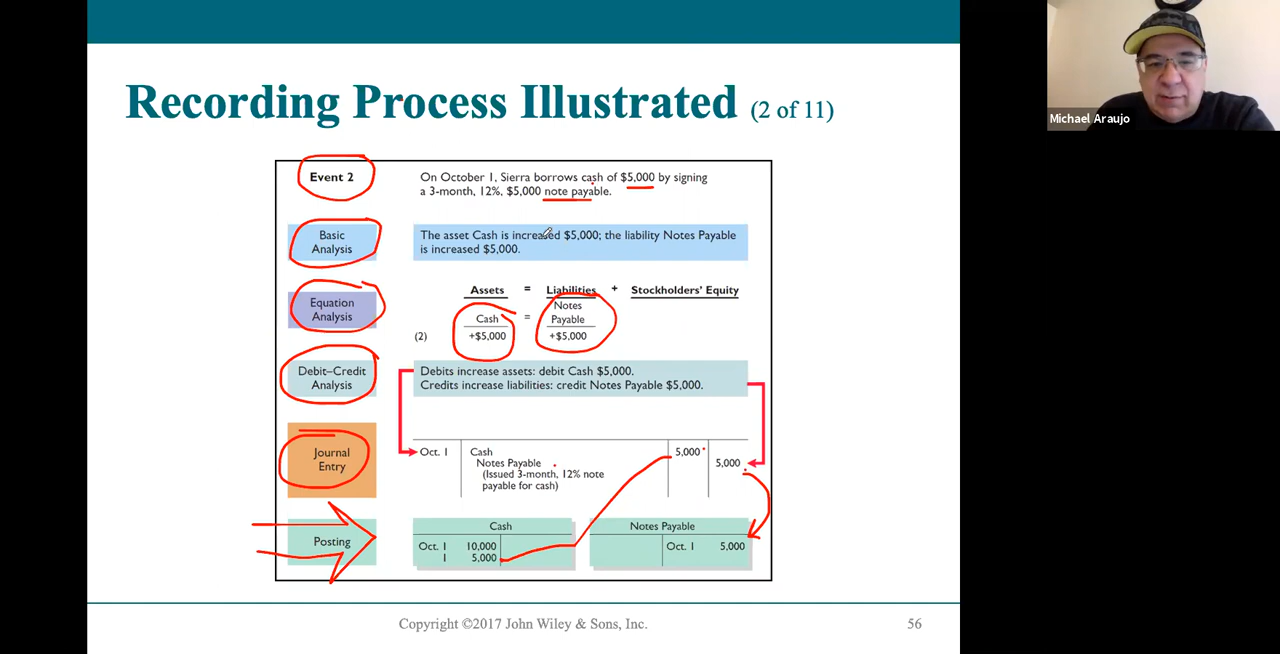 Recording Process Illustrated (2 of 11)
Event 2
On October 1, Sierra borrows cash of $5,000 by signing
a 3-month, 12%, $5,000 note payable.
Basic
Analysis
The asset Cash is increased $5,000; the liability Notes Payable
is increased $5,000.
Equation
Analysis
Assets = Liabilities + Stockholders' Equity
Notes
Cash = Payable
(2) +$5,000 +$5,000
Debit–Credit
Analysis
Debits increase assets: debit Cash $5,000.
Credits increase liabilities: credit Notes Payable $5,000.
Journal
Entry
Oct. 1 Cash 5,000
Notes Payable 5,000
(Issued 3-month, 12% note
payable for cash)
Posting
Cash
Oct. 1 10,000
1 5,000
Notes Payable
Oct. 1 5,000
Copyright ©2017 John Wiley & Sons, Inc. 56
Michael Araujo